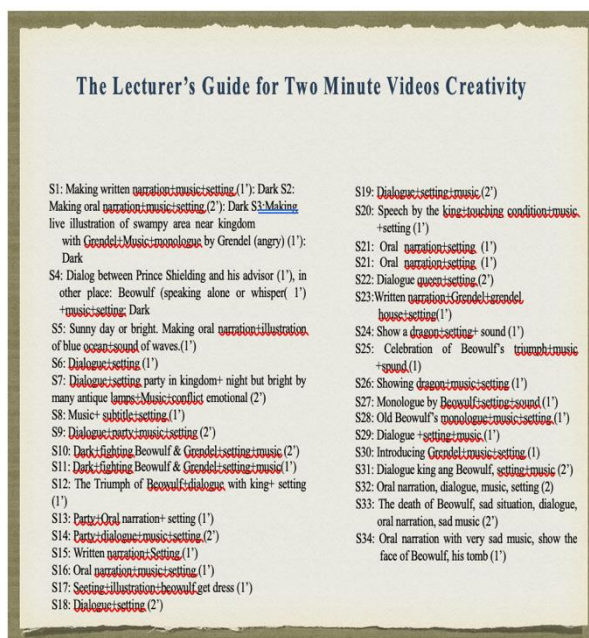 The Lecturer's Guide for Two Minute Videos Creativity
S1: Making written narration+music+setting.(1'): Dark S2:
Making oral narration+music+setting.(2'): Dark S3:Making
live illustration of swampy area near kingdom
with Grendel+Music+monologue by Grendel (angry) (1'):
Dark
S4: Dialog between Prince Shielding and his advisor (1'), in
other place: Beowulf (speaking alone or whisper( 1')
+music+setting: Dark
S5: Sunny day or bright. Making oral narration+illustration
of blue ocean+sound of waves.(1')
S6: Dialogue+setting (1')
S7: Dialogue+setting party in kingdom+ night but bright by
many antique lamps+Music+conflict emotional (2')
S8: Music+ subtitle+setting.(1')
S9: Dialogue+party+music+setting (2')
S10: Dark+fighting Beowulf & Grendel+setting+music (2')
S11: Dark+fighting Beowulf & Grendel+setting+music(1')
S12: The Triumph of Beowulf+dialogue with king+ setting
(1')
S13: Party+Oral narration+ setting (1')
S14: Party+dialogue+music+setting.(2')
S15: Written narration+Setting.(1')
S16: Oral narration+music+setting (1')
S17: Seeting+illustration+beowulf get dress (1')
S18: Dialogue+setting (2')
S19: Dialogue+setting+music (2')
S20: Speech by the king+touching condition+music
+setting (1')
S21: Oral narration+setting (1')
S21: Oral narration+setting (1')
S22: Dialogue queen+setting.(2')
S23:Written narration+Grendel+grendel
house+setting(1')
S24: Show a dragon+setting+ sound (1')
S25: Celebration of Beowulf's triumph+music
+spund.(1)
S26: Showing dragon+music+setting (1')
S27: Monologue by Beowulf+setting+sound (1')
S28: Old Beowulf's monologue+music+setting.(1')
S29: Dialogue +setting+music.(1')
S30: Introducing Grendel+music+setting.(1)
S31: Dialogue king ang Beowulf, setting+music (2')
S32: Oral narration, dialogue, music, setting (2)
S33: The death of Beowulf, sad situation, dialogue,
oral narration, sad music (2')
S34: Oral narration with very sad music, show the
face of Beowulf, his tomb (1')